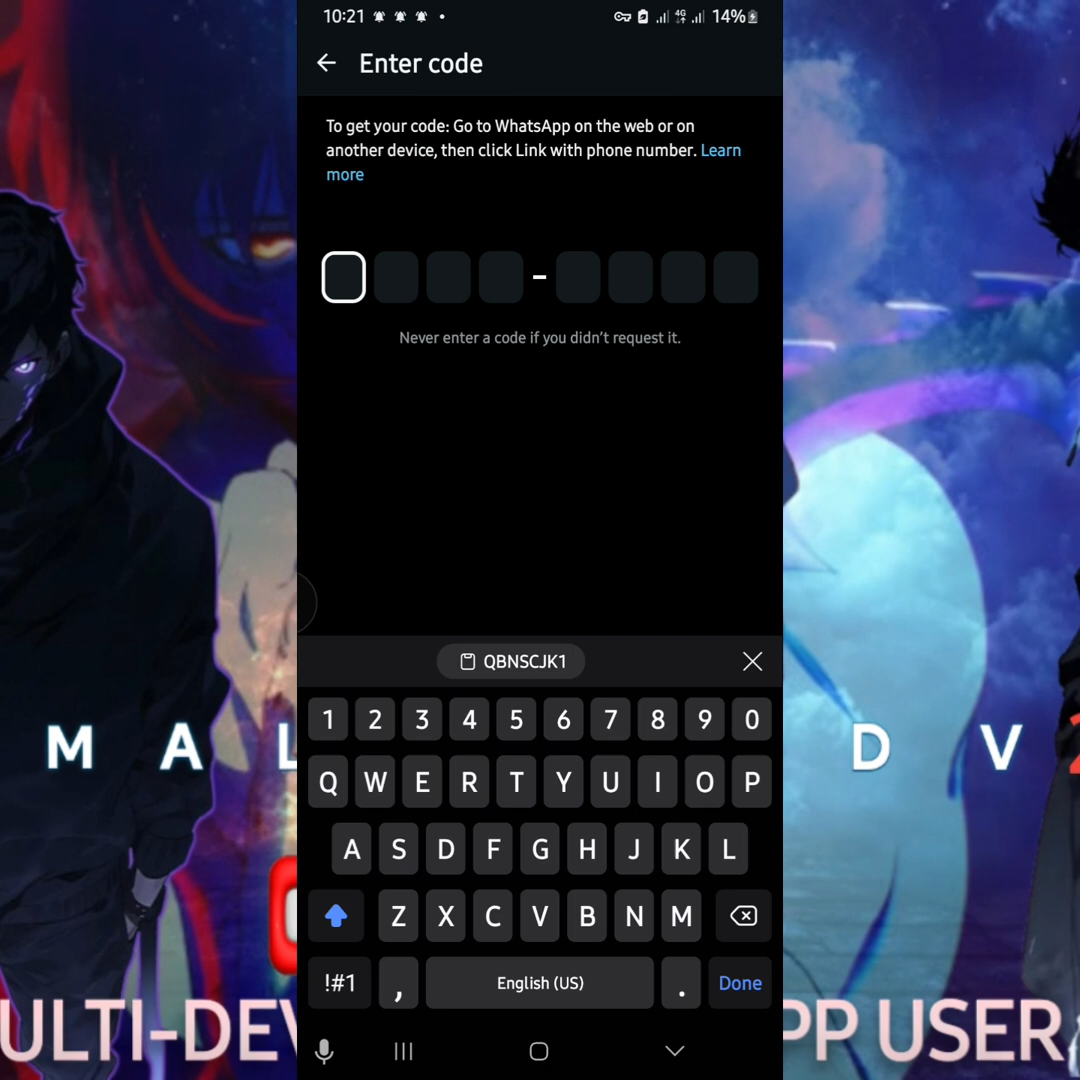 10:21 4G 14%
Enter code
To get your code: Go to WhatsApp on the web or on
another device, then click Link with phone number. Learn
more
-
Never enter a code if you didn't request it.
QBNSCJK1
1 2 3 4 5 6 7 8 9 0
Q W E R T Y U I O P
M A L D V
A S D F G H J K L
Z X C V B N M
!#1 , English (US) . Done
ULTI-DEV PP USER